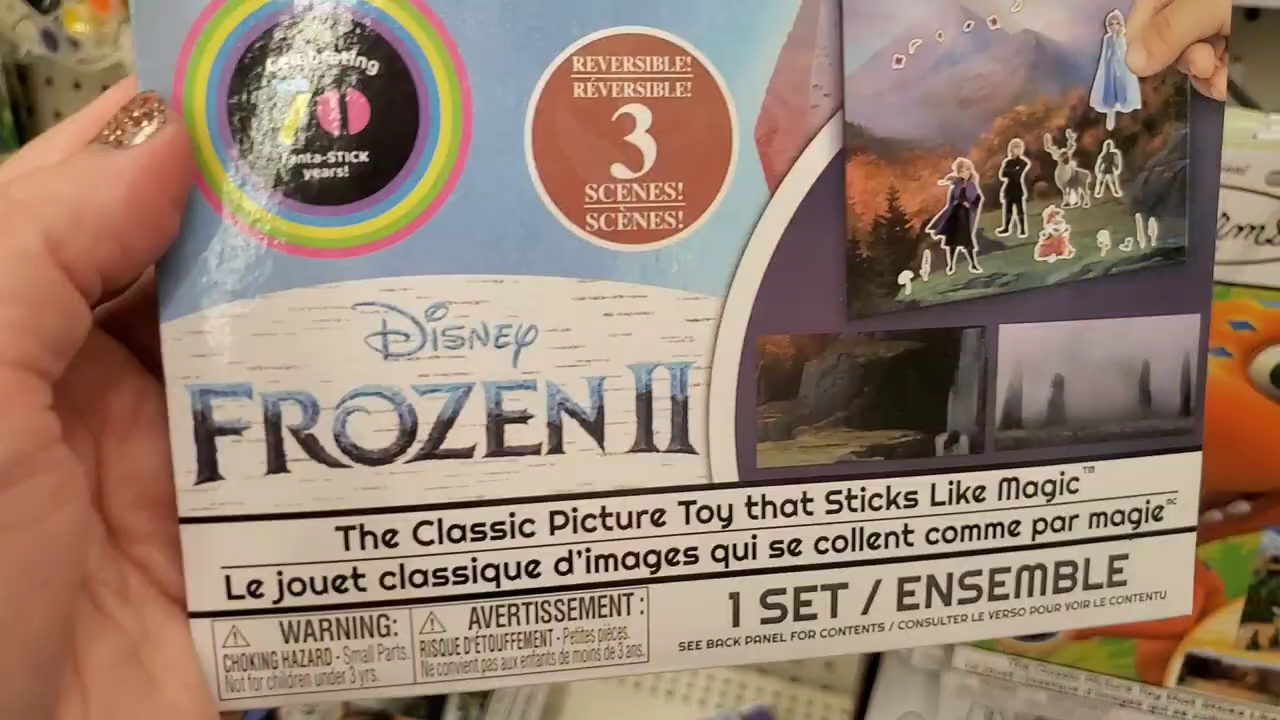 Celebrating
70
Fanta-STICK
years!
REVERSIBLE!
RÉVERSIBLE!
3
SCENES!
SCÈNES!
DISNEY
FROZEN II
The Classic Picture Toy that Sticks Like Magic™
Le jouet classique d'images qui se collent comme par magie nc
1 SET / ENSEMBLE
SEE BACK PANEL FOR CONTENTS / CONSULTER LE VERSO POUR VOIR LE CONTENU
WARNING:
CHOKING HAZARD - Small Parts.
Not for children under 3 yrs.
AVERTISSEMENT :
RISQUE D'ÉTOUFFEMENT - Petites pièces.
Ne convient pas aux enfants de moins de 3 ans.